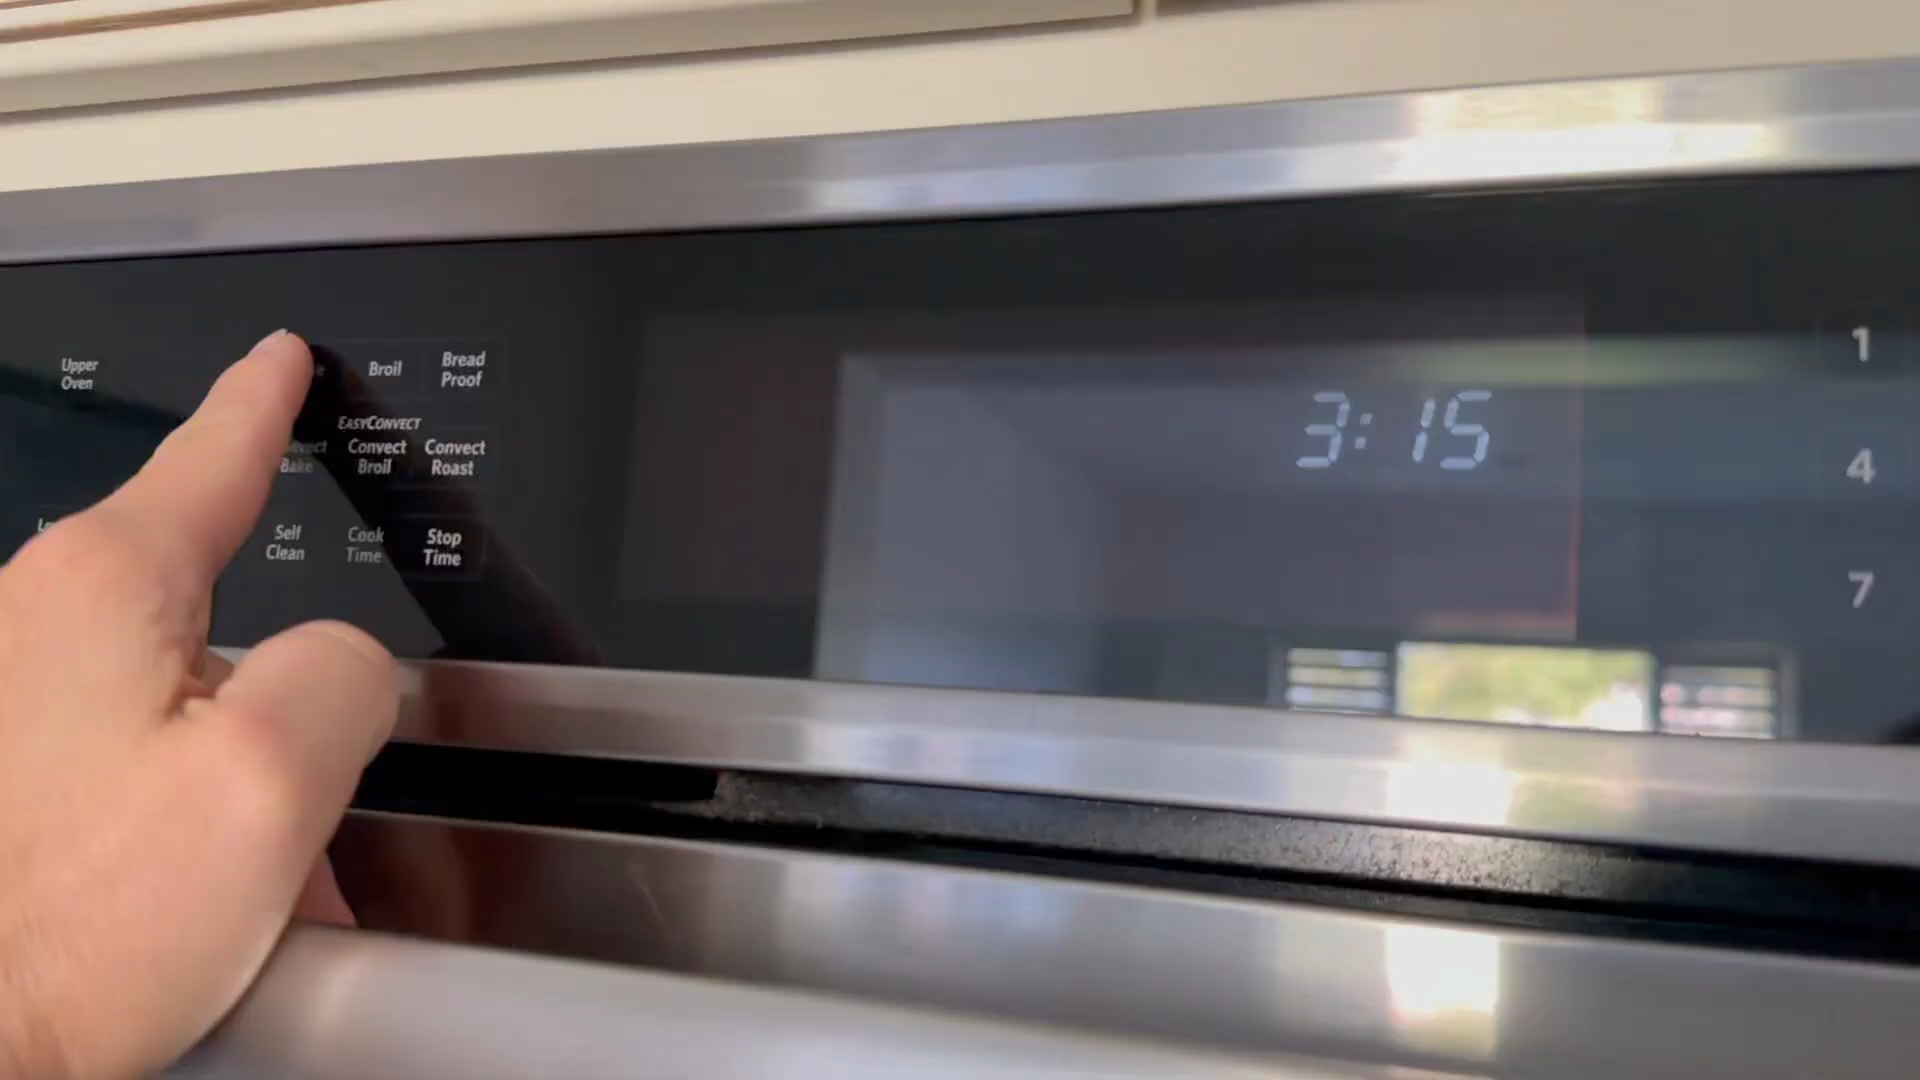 Upper
Oven
Broil
Bread
Proof
EASYCONVECT
Bake
Convect
Broil
Convect
Roast
Self
Clean
Cook
Time
Stop
Time
3:15
1
4
7